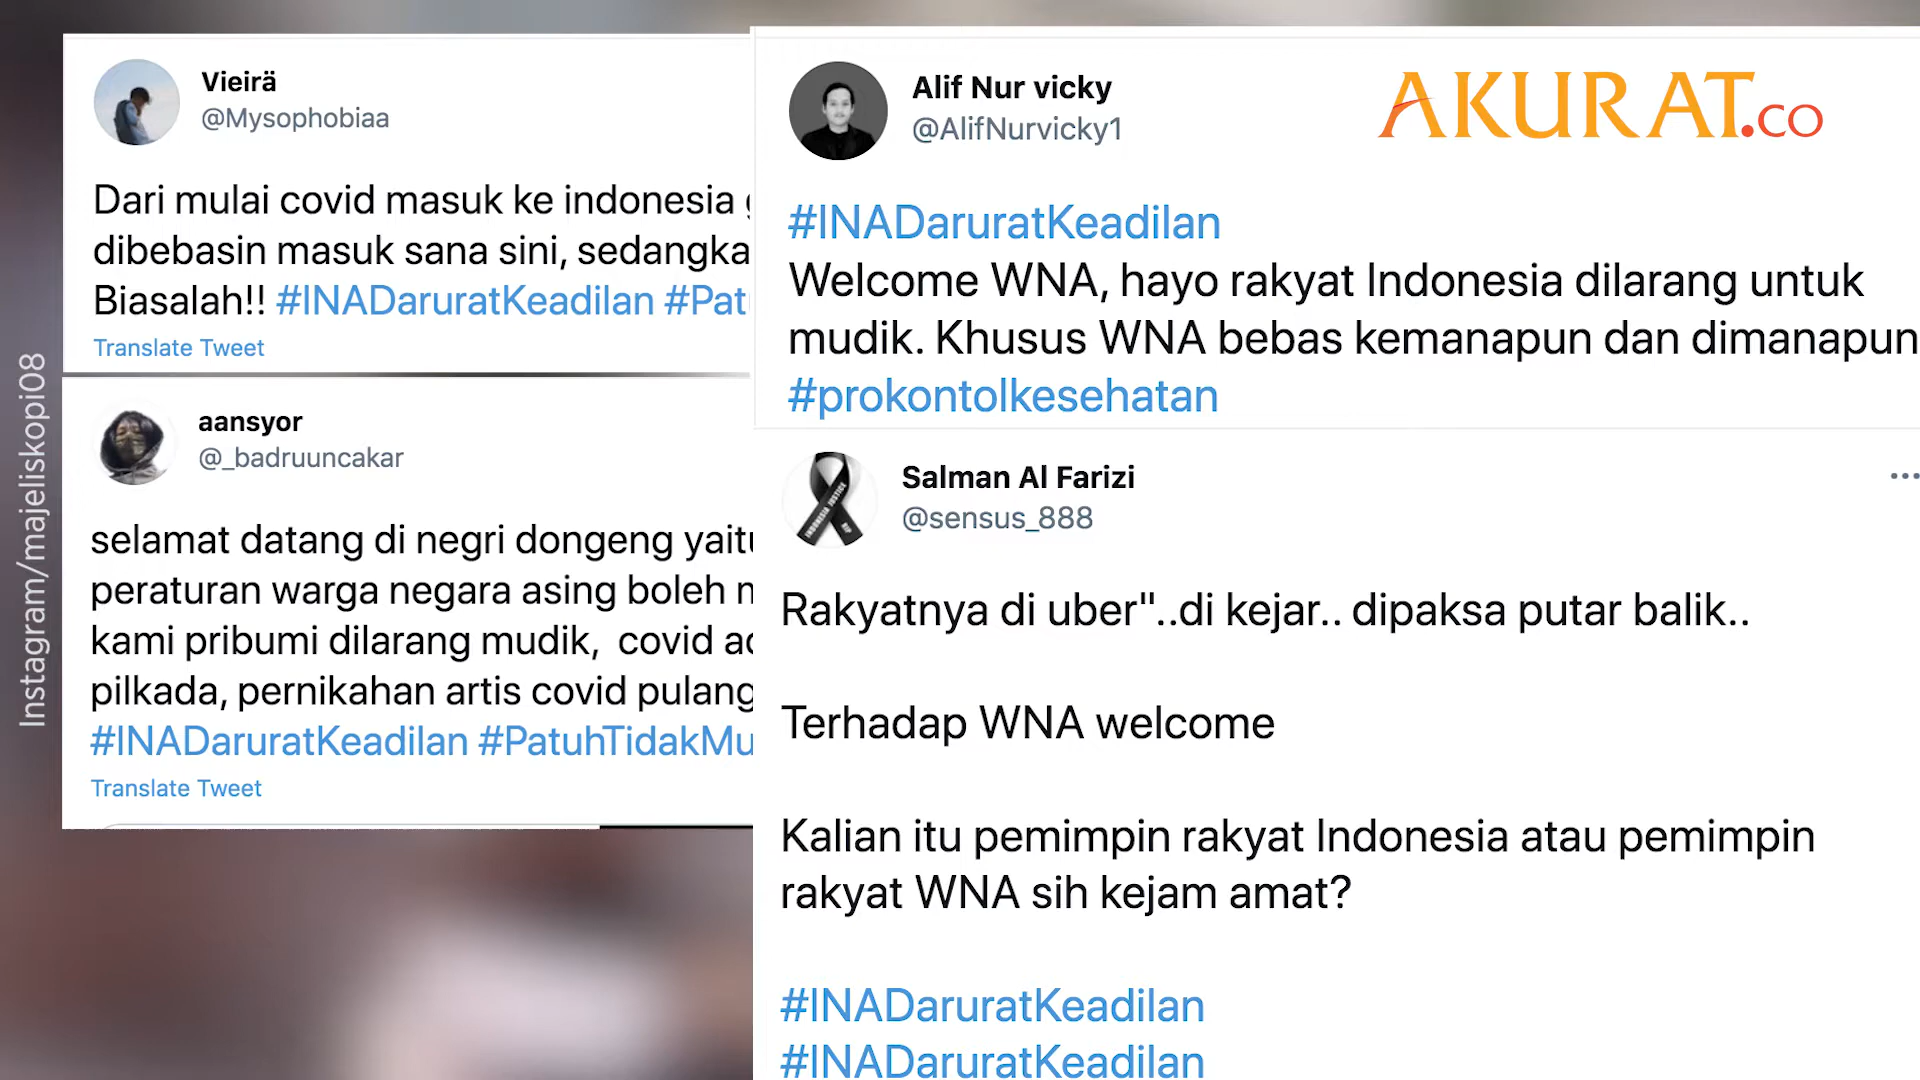 Vieirä
@Mysophobiaa
Dari mulai covid masuk ke indonesia
dibebasin masuk sana sini, sedangka
Biasalah!! #INADaruratKeadilan #Pat
Translate Tweet
aansyor
@_badruuncakar
selamat datang di negri dongeng yaitu
peraturan warga negara asing boleh m
kami pribumi dilarang mudik, covid ad
pilkada, pernikahan artis covid pulang
#INADaruratKeadilan #PatuhTidakMu
Translate Tweet
Alif Nur vicky
@AlifNurvicky1
#INADaruratKeadilan
Welcome WNA, hayo rakyat Indonesia dilarang untuk
mudik. Khusus WNA bebas kemanapun dan dimanapun
#prokontolkesehatan
Salman Al Farizi
@sensus_888
Rakyatnya di uber"..di kejar.. dipaksa putar balik..
Terhadap WNA welcome
Kalian itu pemimpin rakyat Indonesia atau pemimpin
rakyat WNA sih kejam amat?
#INADaruratKeadilan
#INADaruratKeadilan
AKURAT.co
Instagram/majeliskopi08
INDONESIA JUSTICE
RIP